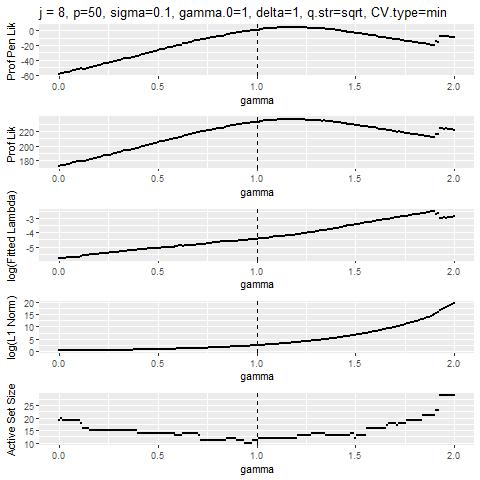 j = 8, p=50, sigma=0.1, gamma.0=1, delta=1, q.str=sqrt, CV.type=min
Prof Pen Lik
0
-20
-40
-60
0.0 0.5 1.0 1.5 2.0
gamma
Prof Lik
220
200
180
0.0 0.5 1.0 1.5 2.0
gamma
log(Fitted Lambda)
-3
-4
-5
0.0 0.5 1.0 1.5 2.0
gamma
log(L1 Norm)
20
15
10
5
0
0.0 0.5 1.0 1.5 2.0
gamma
Active Set Size
25
20
15
10
0.0 0.5 1.0 1.5 2.0
gamma